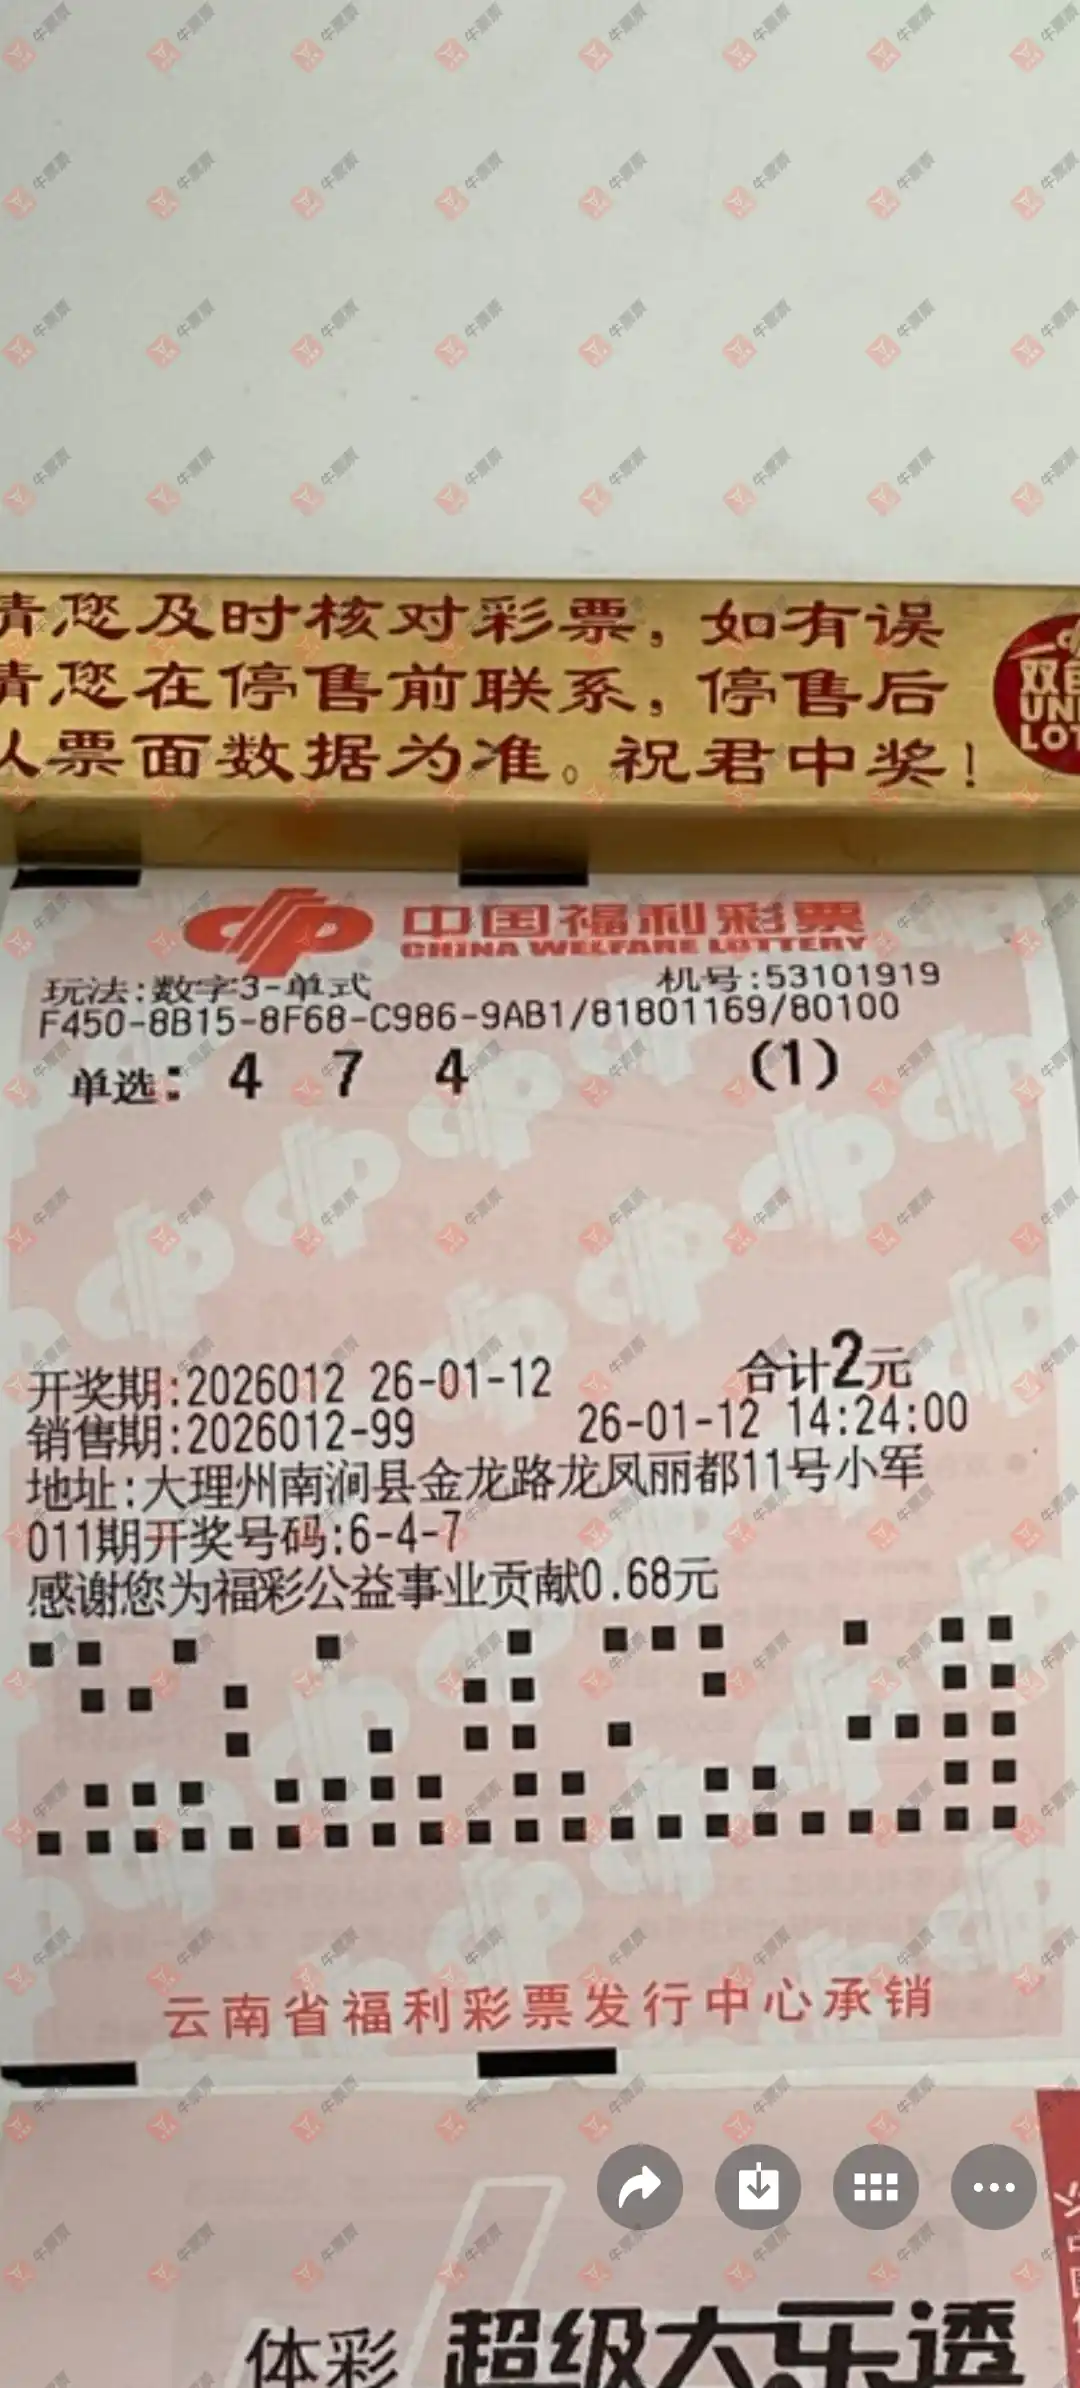 请您及时核对彩票，如有误
请您在停售前联系，停售后
以票面数据为准。祝君中奖！
双色
UNI
LOT
中国福利彩票
CHINA WELFARE LOTTERY
玩法:数字3-单式 机号:53101919
F450-8B15-8F68-C986-9AB1/81801169/80100
单选: 4 7 4 (1)
开奖期:2026012 26-01-12 合计2元
销售期:2026012-99 26-01-12 14:24:00
地址:大理州南涧县金龙路龙凤丽都11号小军
011期开奖号码:6-4-7
感谢您为福彩公益事业贡献0.68元
云南省福利彩票发行中心承销
体彩 超级大乐透
牛票票